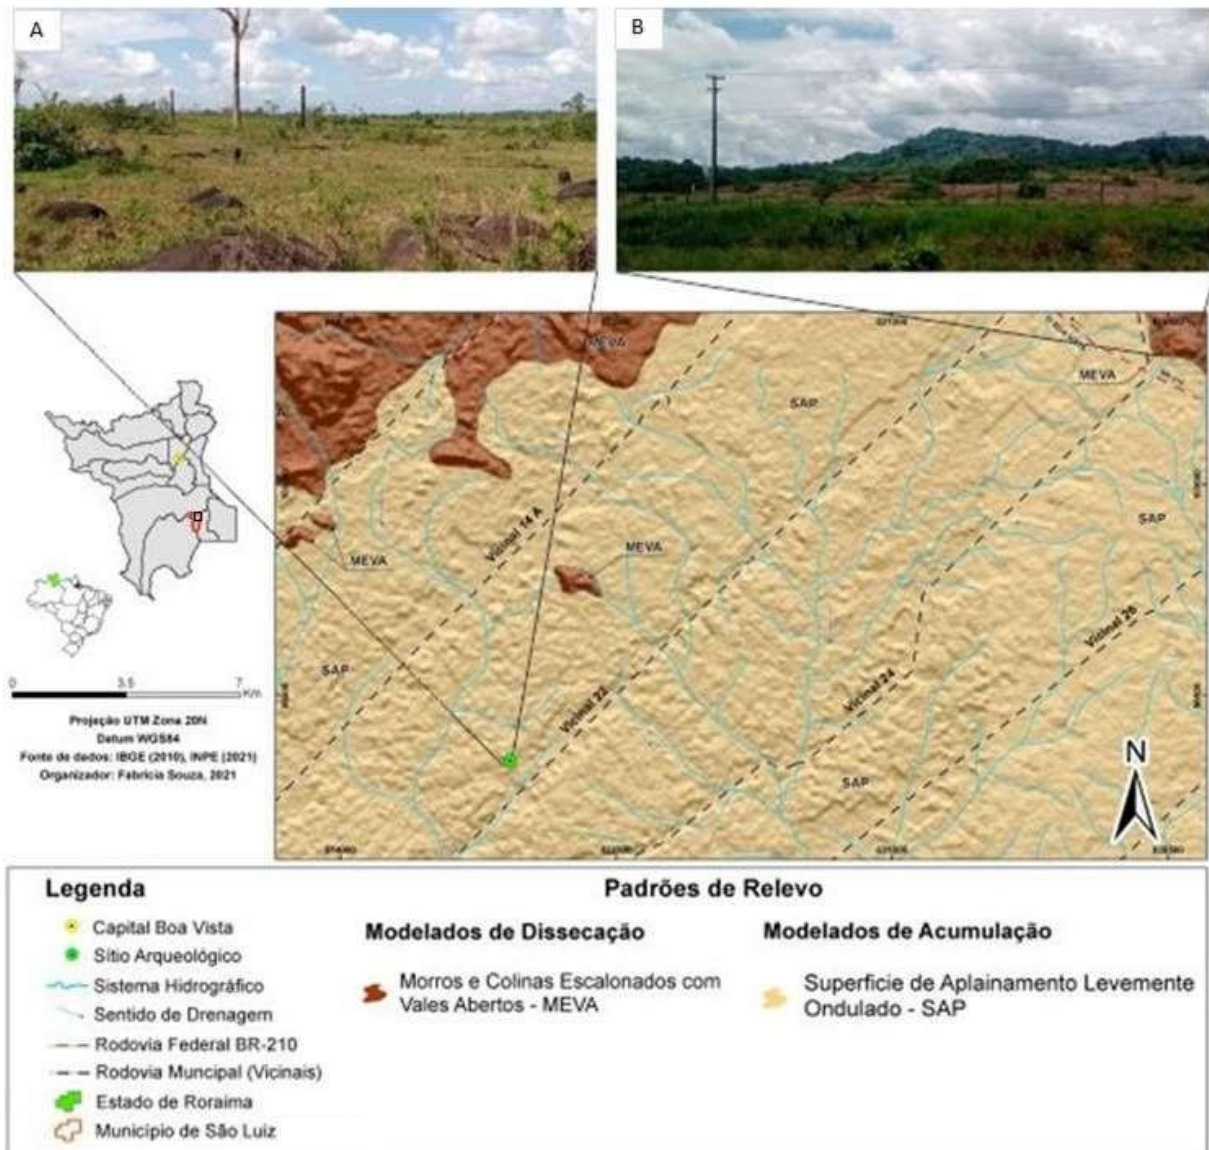 A
B
MEVA
MEVA
SAP
Vicinal 14 A
MEVA
MEVA
SAP
SAP
Vicinal 22
Vicinal 24
Vicinal 26
SAP
N
0 3.5 7 Km
Projeção UTM Zona 20N
Datum WGS84
Fonte de dados: IBGE (2010), INPE (2021)
Organizador: Fabricia Souza, 2021
Legenda
Capital Boa Vista
Sítio Arqueológico
Sistema Hidrográfico
Sentido de Drenagem
Rodovia Federal BR-210
Rodovia Muncipal (Vicinais)
Estado de Roraima
Município de São Luiz
Padrões de Relevo
Modelados de Dissecação
Morros e Colinas Escalonados com
Vales Abertos - MEVA
Modelados de Acumulação
Superficie de Aplainamento Levemente
Ondulado - SAP